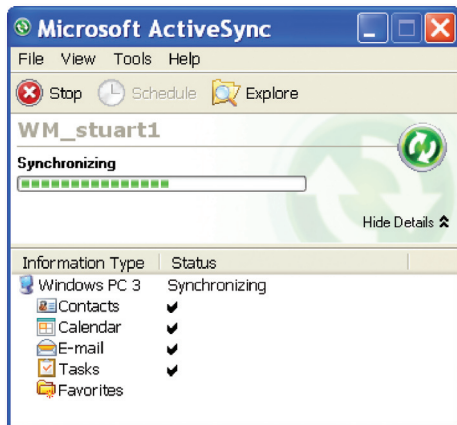 Microsoft ActiveSync
File View Tools Help
Stop Schedule Explore
WM_stuart1
Synchronizing
Hide Details
Information Type Status
Windows PC 3 Synchronizing
Contacts
Calendar
E-mail
Tasks
Favorites